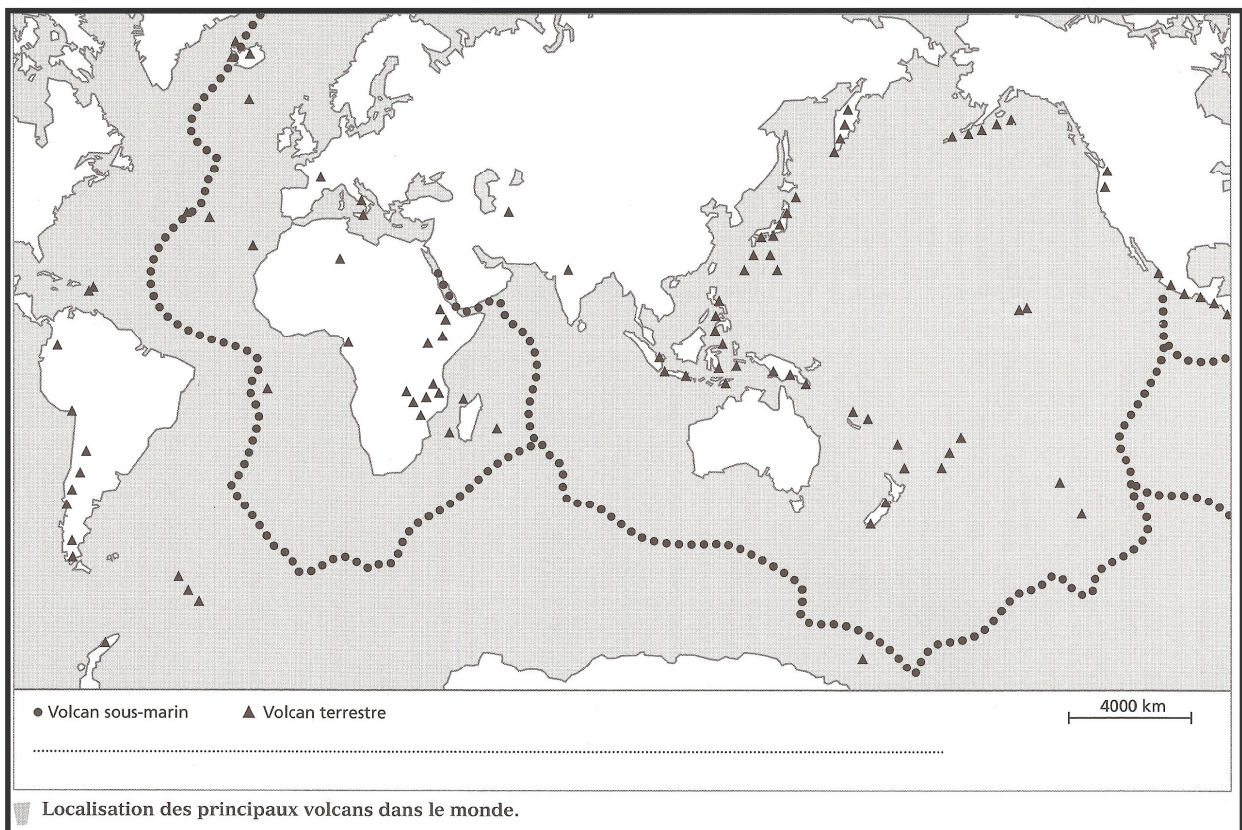 ● Volcan sous-marin ▲ Volcan terrestre
4000 km
Localisation des principaux volcans dans le monde.